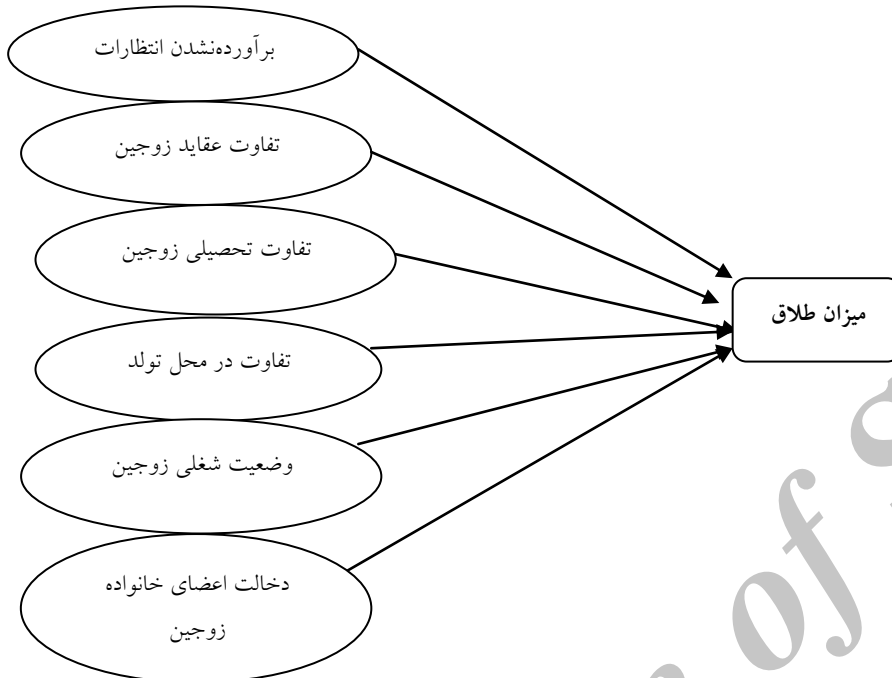 برآورده‌نشدن انتظارات
تفاوت عقاید زوجین
تفاوت تحصیلی زوجین
تفاوت در محل تولد
وضعیت شغلی زوجین
دخالت اعضای خانواده
زوجین
میزان طلاق
of S